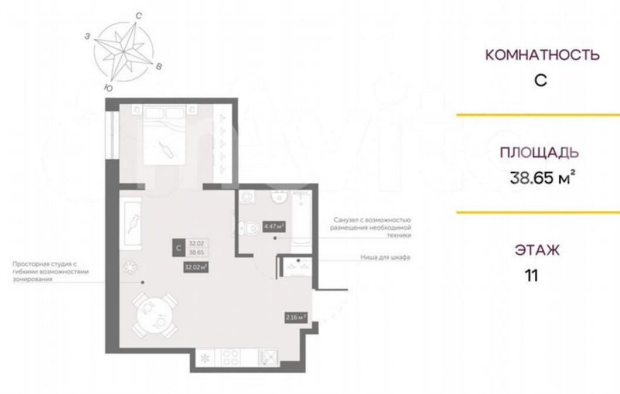 С
З
В
Ю
КОМНАТНОСТЬ
С
ПЛОЩАДЬ
38.65 м²
ЭТАЖ
11
4.47 м²
Санузел с возможностью
размещения необходимой
техники
Ниша для шкафа
С
32.02
38.65
32.02 м²
Просторная студия с
гибкими возможностями
зонирования
2.16 м²
Avito